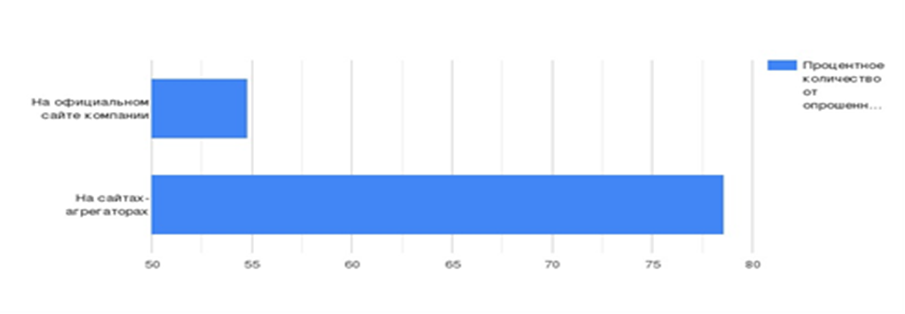 На официальном
сайте компании
На сайтах-
агрегаторах
50 55 60 65 70 75 80
Процентное
количество
от
опрошенн...